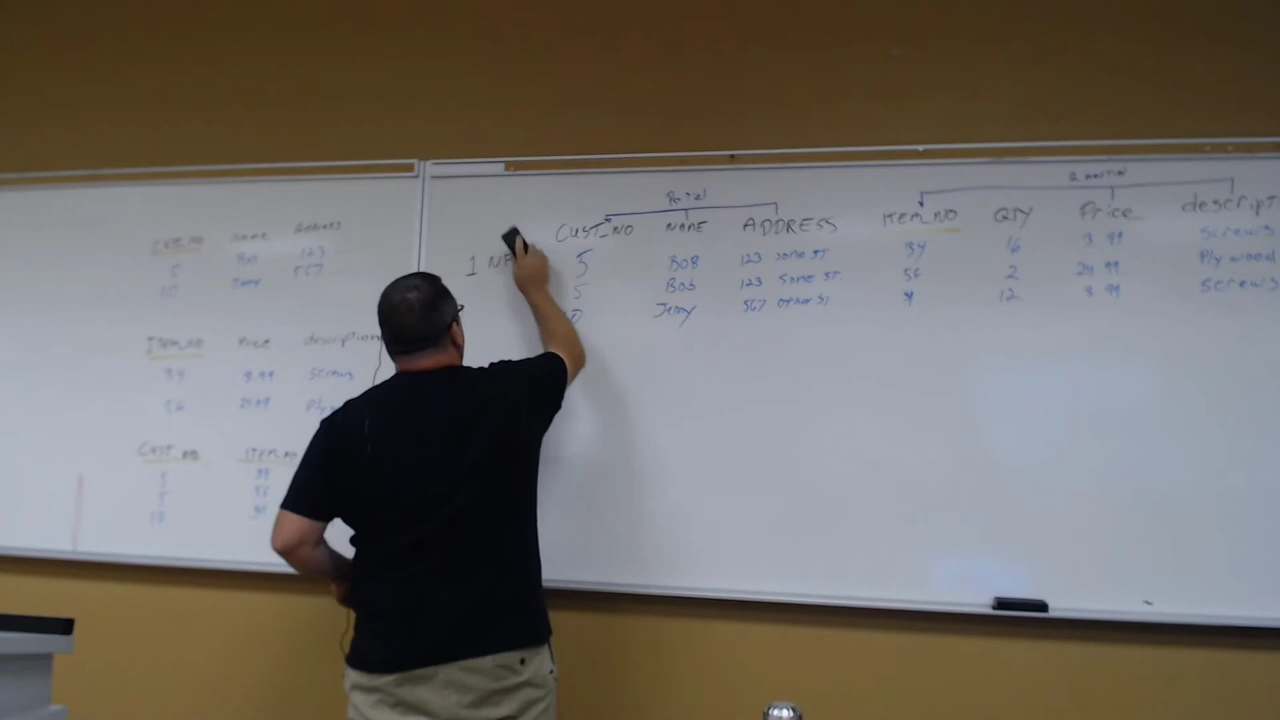 CUST_NO Name Address
5 Bob 123
10 Jenny 567
ITEM_NO Price description
34 8.99 screws
56 24.99 Ply
CUST_NO ITEM_NO
5 34
5 56
10 34
Partial
Partial
CUST_NO NAME ADDRESS ITEM_NO QTY Price descript
1 NF
5 BOB 123 some ST 34 16 8.99 screws
5 Bob 123 some ST. 56 2 24.99 Plywood
Jenny 567 other ST 12 8.99 screws